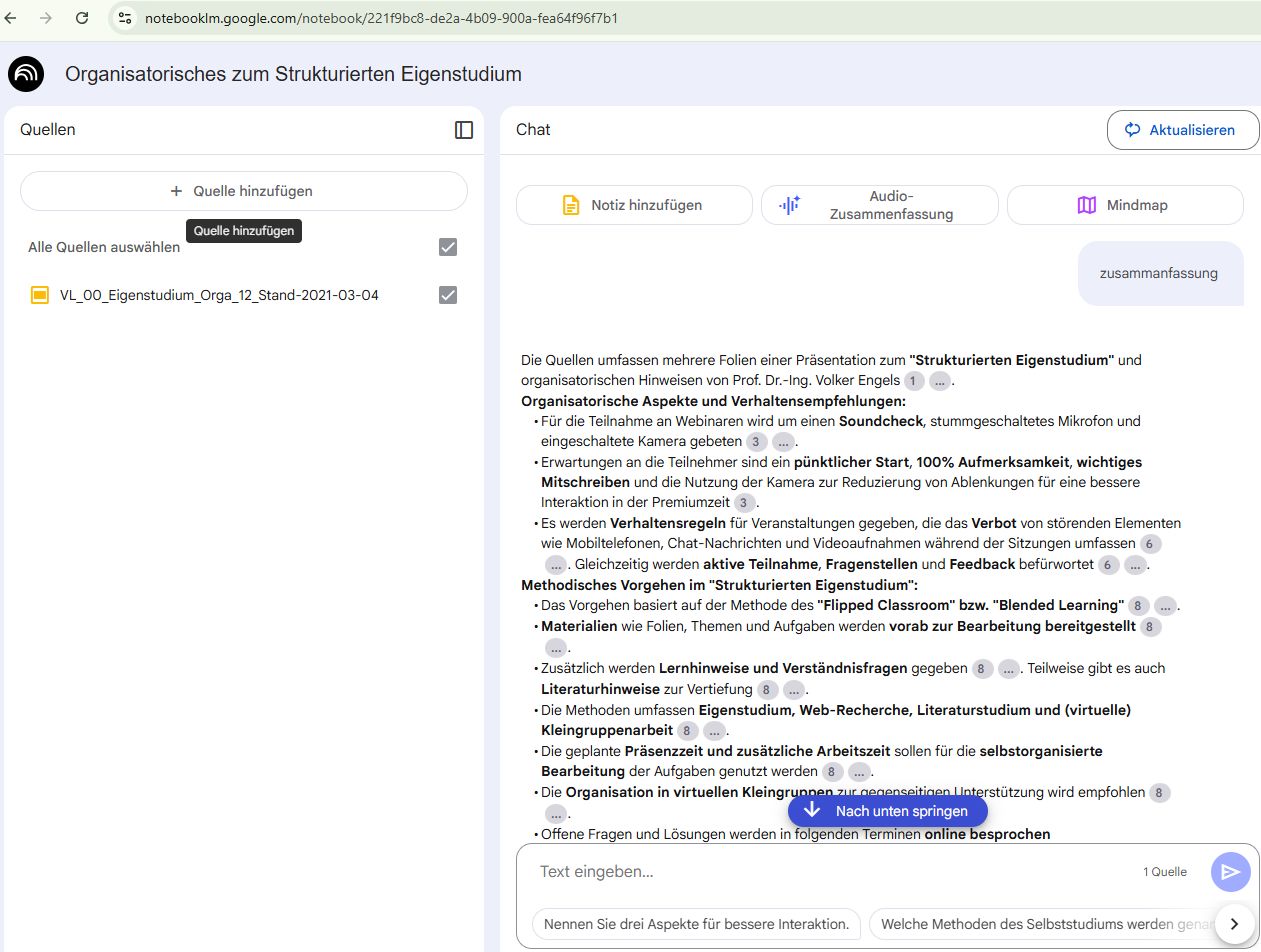 notebooklm.google.com/notebook/221f9bc8-de2a-4b09-900a-fea64f96f7b1
Organisatorisches zum Strukturierten Eigenstudium
Quellen
+ Quelle hinzufügen
Quelle hinzufügen
Alle Quellen auswählen
VL_00_Eigenstudium_Orga_12_Stand-2021-03-04
Chat
Aktualisieren
Notiz hinzufügen
Audio-
Zusammenfassung
Mindmap
zusammanfassung
Die Quellen umfassen mehrere Folien einer Präsentation zum "Strukturierten Eigenstudium" und
organisatorischen Hinweisen von Prof. Dr.-Ing. Volker Engels 1 ... .
Organisatorische Aspekte und Verhaltensempfehlungen:
• Für die Teilnahme an Webinaren wird um einen Soundcheck, stummgeschaltetes Mikrofon und
eingeschaltete Kamera gebeten 3 ... .
• Erwartungen an die Teilnehmer sind ein pünktlicher Start, 100% Aufmerksamkeit, wichtiges
Mitschreiben und die Nutzung der Kamera zur Reduzierung von Ablenkungen für eine bessere
Interaktion in der Premiumzeit 3 .
• Es werden Verhaltensregeln für Veranstaltungen gegeben, die das Verbot von störenden Elementen
wie Mobiltelefonen, Chat-Nachrichten und Videoaufnahmen während der Sitzungen umfassen 6
... . Gleichzeitig werden aktive Teilnahme, Fragenstellen und Feedback befürwortet 6 ... .
Methodisches Vorgehen im "Strukturierten Eigenstudium":
• Das Vorgehen basiert auf der Methode des "Flipped Classroom" bzw. "Blended Learning" 8 ... .
• Materialien wie Folien, Themen und Aufgaben werden vorab zur Bearbeitung bereitgestellt 8
... .
• Zusätzlich werden Lernhinweise und Verständnisfragen gegeben 8 ... . Teilweise gibt es auch
Literaturhinweise zur Vertiefung 8 ... .
• Die Methoden umfassen Eigenstudium, Web-Recherche, Literaturstudium und (virtuelle)
Kleingruppenarbeit 8 ... .
• Die geplante Präsenzzeit und zusätzliche Arbeitszeit sollen für die selbstorganisierte
Bearbeitung der Aufgaben genutzt werden 8 ... .
• Die Organisation in virtuellen Kleingruppen zur gegenseitigen Unterstützung wird empfohlen 8
... .
Nach unten springen
• Offene Fragen und Lösungen werden in folgenden Terminen online besprochen
Text eingeben...
1 Quelle
Nennen Sie drei Aspekte für bessere Interaktion.
Welche Methoden des Selbststudiums werden